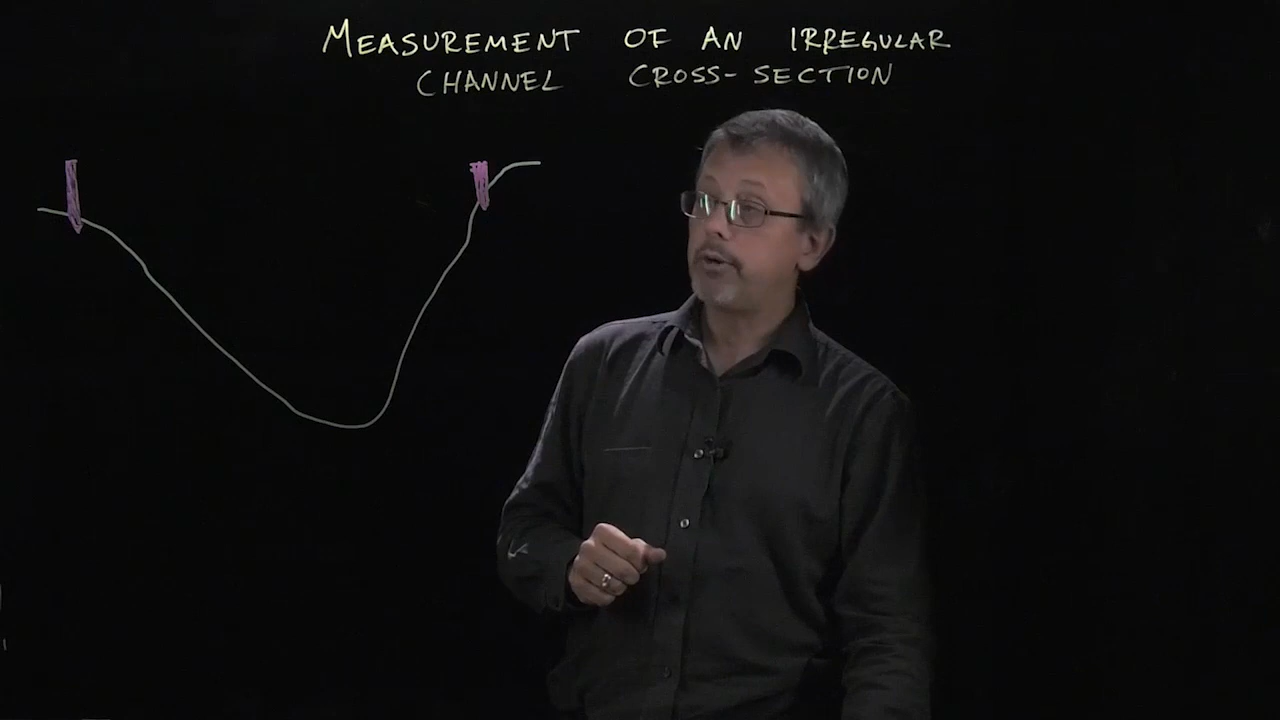 MEASUREMENT OF AN IRREGULAR
CHANNEL CROSS-SECTION